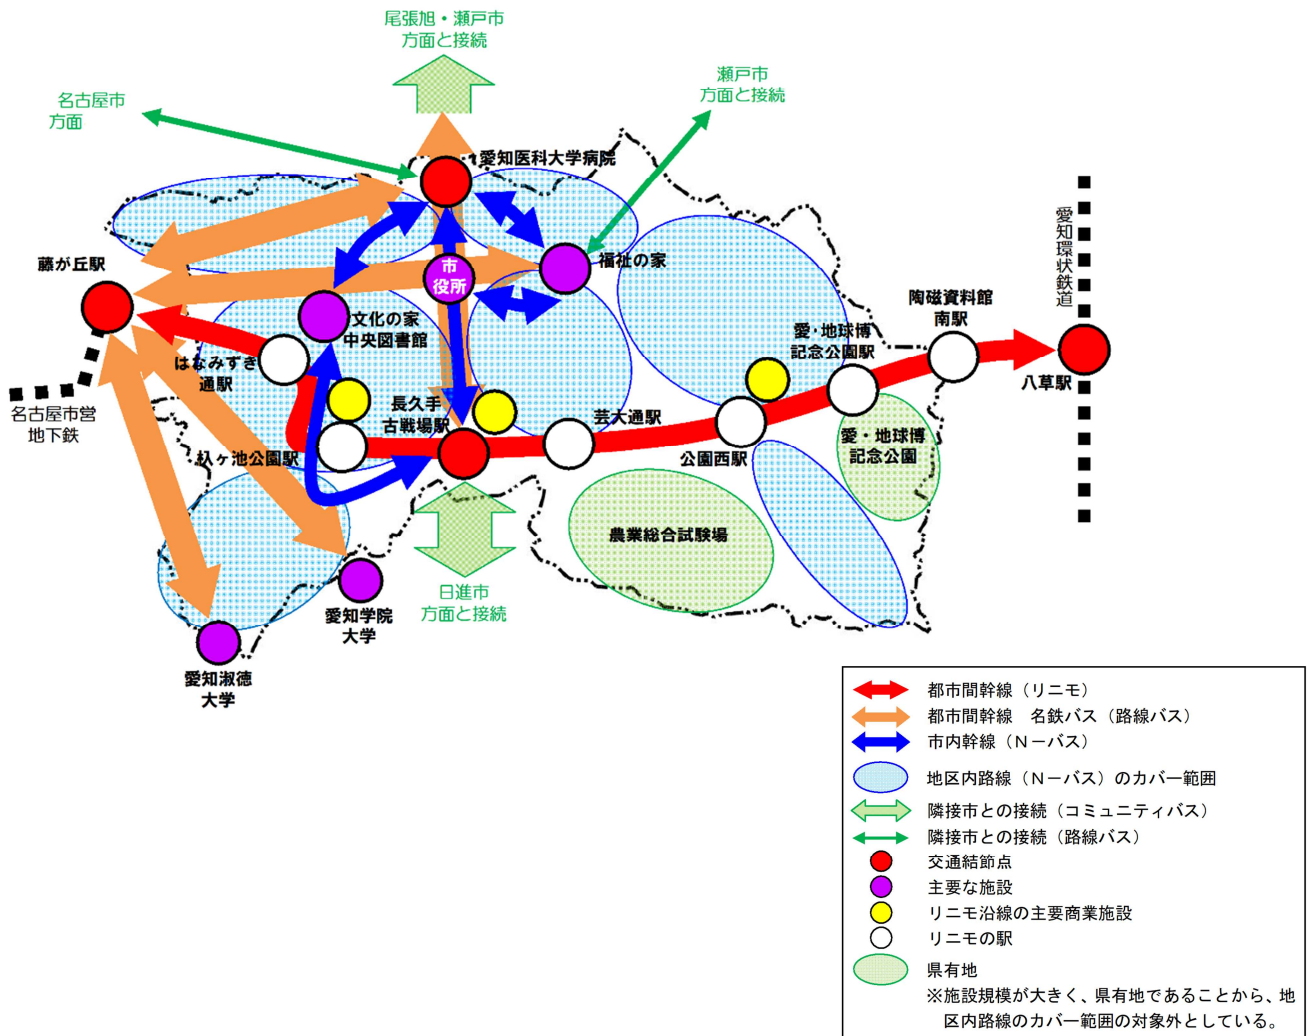 尾張旭・瀬戸市
方面と接続
瀬戸市
方面と接続
名古屋市
方面
愛知医科大学病院
愛知環状鉄道
藤が丘駅
市
役所
福祉の家
陶磁資料館
南駅
文化の家
中央図書館
愛・地球博
記念公園駅
はなみずき
通駅
八草駅
名古屋市営
地下鉄
長久手
古戦場駅
芸大通駅
杁ヶ池公園駅
公園西駅
愛・地球博
記念公園
農業総合試験場
日進市
方面と接続
愛知学院
大学
愛知淑徳
大学
都市間幹線（リニモ）
都市間幹線　名鉄バス（路線バス）
市内幹線（Ｎ－バス）
地区内路線（Ｎ－バス）のカバー範囲
隣接市との接続（コミュニティバス）
隣接市との接続（路線バス）
交通結節点
主要な施設
リニモ沿線の主要商業施設
リニモの駅
県有地
※施設規模が大きく、県有地であることから、地
区内路線のカバー範囲の対象外としている。